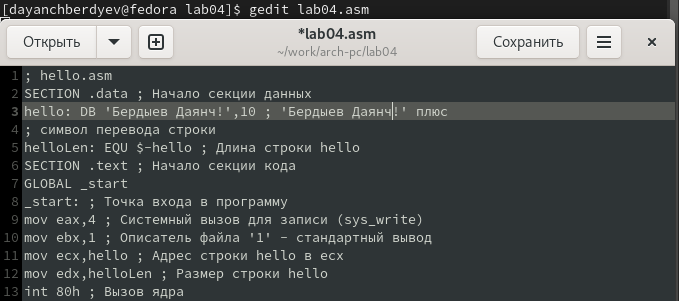 [dayanchberdyev@fedora lab04]$ gedit lab04.asm
Открыть
*lab04.asm
~/work/arch-pc/lab04
Сохранить
1 ; hello.asm
2 SECTION .data ; Начало секции данных
3 hello: DB 'Бердыев Даянч!',10 ; 'Бердыев Даянч!' плюс
4 ; символ перевода строки
5 helloLen: EQU $-hello ; Длина строки hello
6 SECTION .text ; Начало секции кода
7 GLOBAL _start
8 _start: ; Точка входа в программу
9 mov eax,4 ; Системный вызов для записи (sys_write)
10 mov ebx,1 ; Описатель файла '1' - стандартный вывод
11 mov ecx,hello ; Адрес строки hello в ecx
12 mov edx,helloLen ; Размер строки hello
13 int 80h ; Вызов ядра